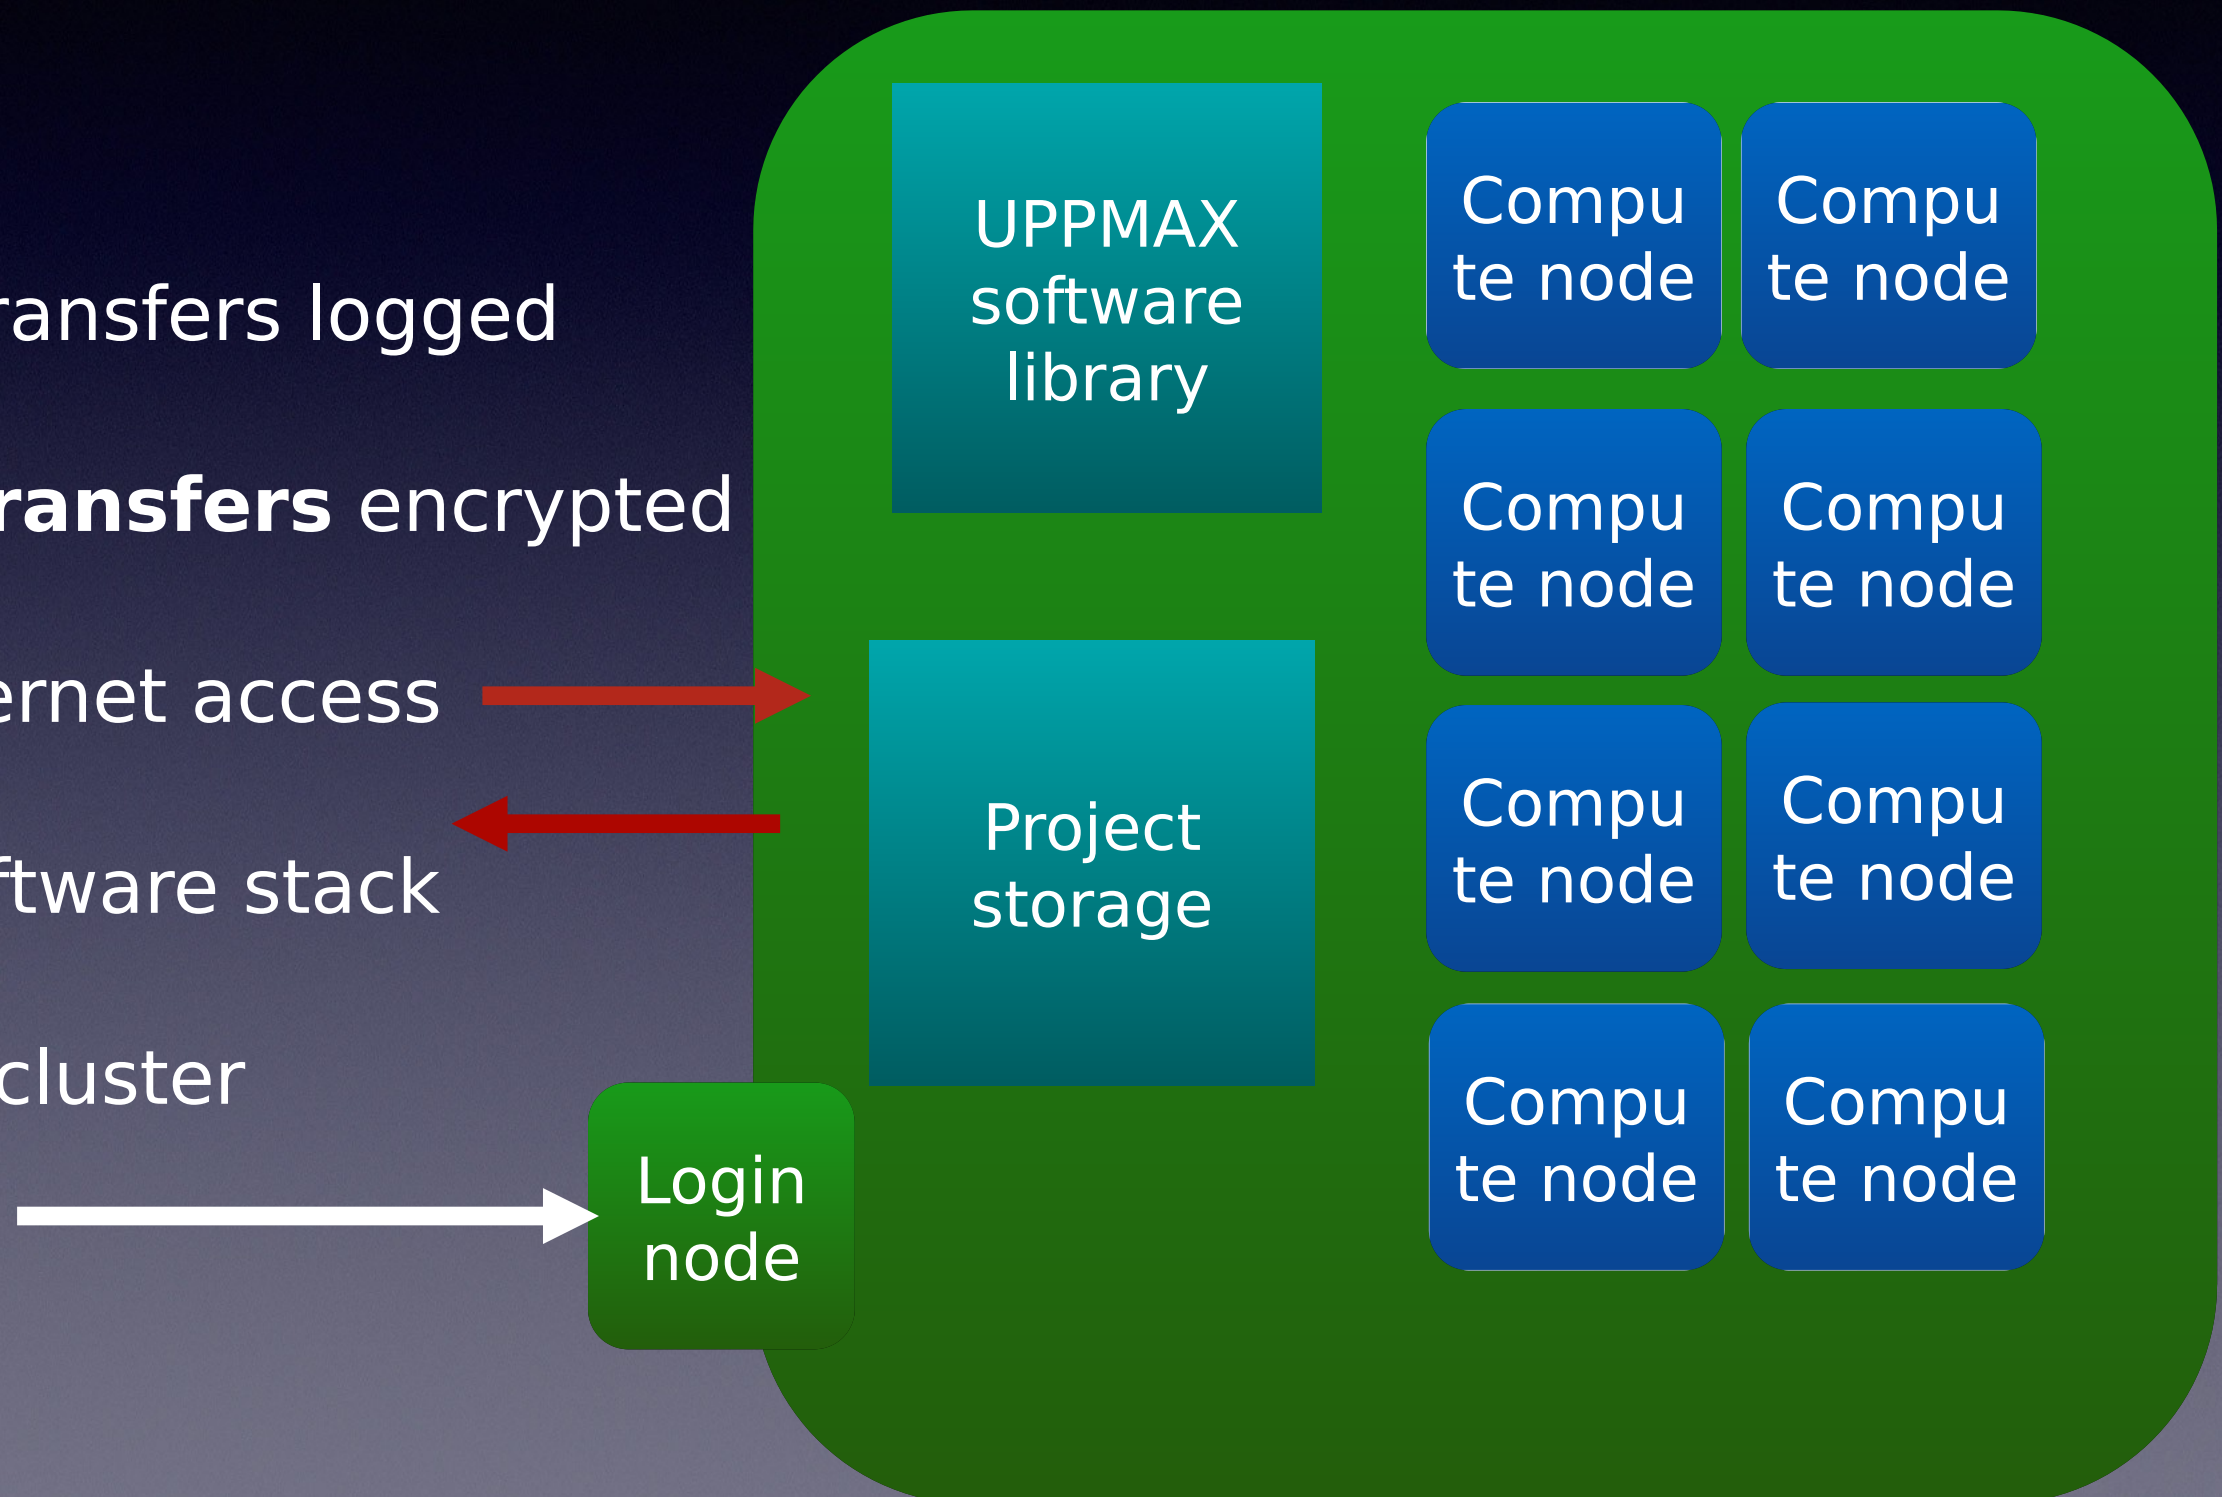 ransfers logged
ransfers encrypted
ernet access
ftware stack
cluster
UPPMAX
software
library
Project
storage
Login
node
Compu
te node
Compu
te node
Compu
te node
Compu
te node
Compu
te node
Compu
te node
Compu
te node
Compu
te node